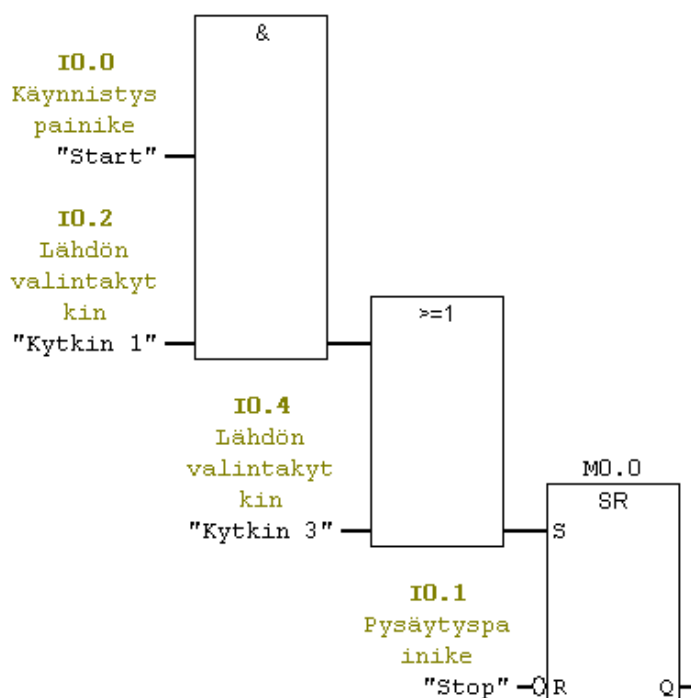 &
I0.0
Käynnistys
painike
"Start"
I0.2
Lähdön
valintakyt
kin
"Kytkin 1"
>=1
I0.4
Lähdön
valintakyt
kin
"Kytkin 3"
M0.0
SR
S
I0.1
Pysäytyspa
inike
"Stop"
R
Q